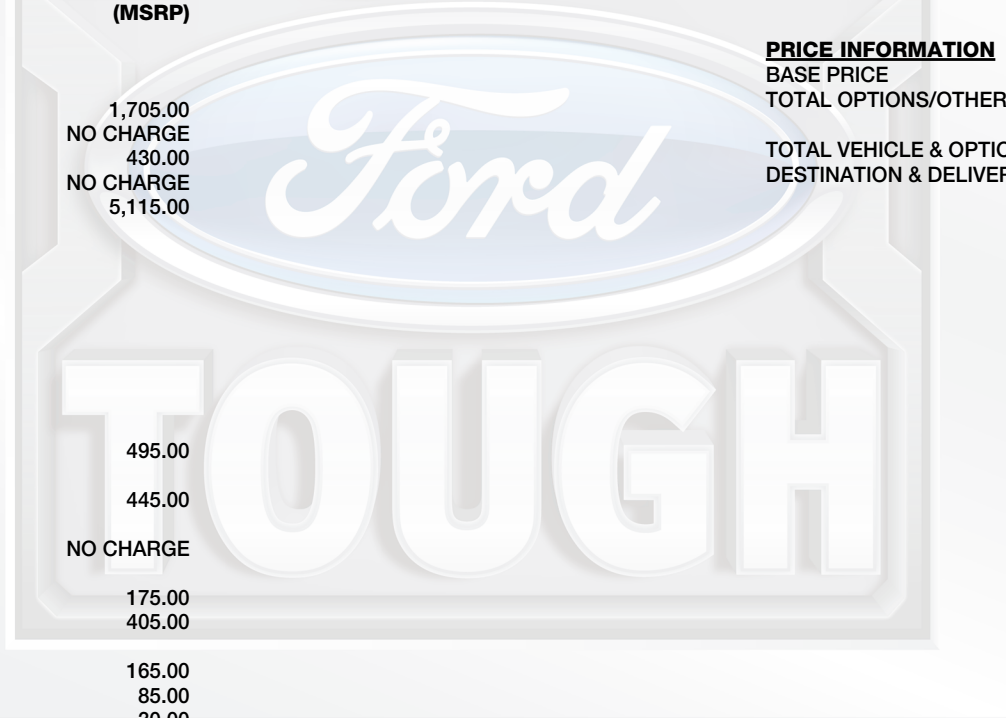 (MSRP)
1,705.00
NO CHARGE
430.00
NO CHARGE
5,115.00
495.00
445.00
NO CHARGE
175.00
405.00
165.00
85.00
PRICE INFORMATION
BASE PRICE
TOTAL OPTIONS/OTHER
TOTAL VEHICLE & OPTIO
DESTINATION & DELIVER
Ford
TOUGH